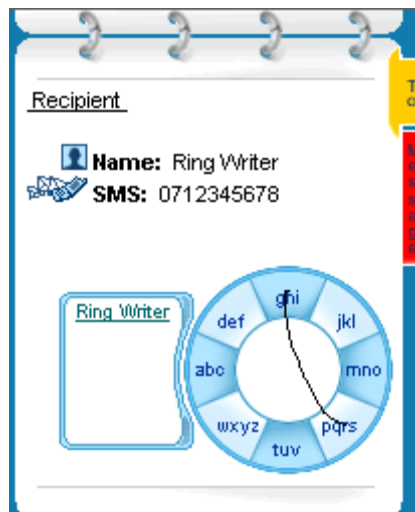 Recipient
Name: Ring Writer
SMS: 0712345678
Ring Writer
ghi
def
jkl
abc
mno
wxyz
pqrs
tuv